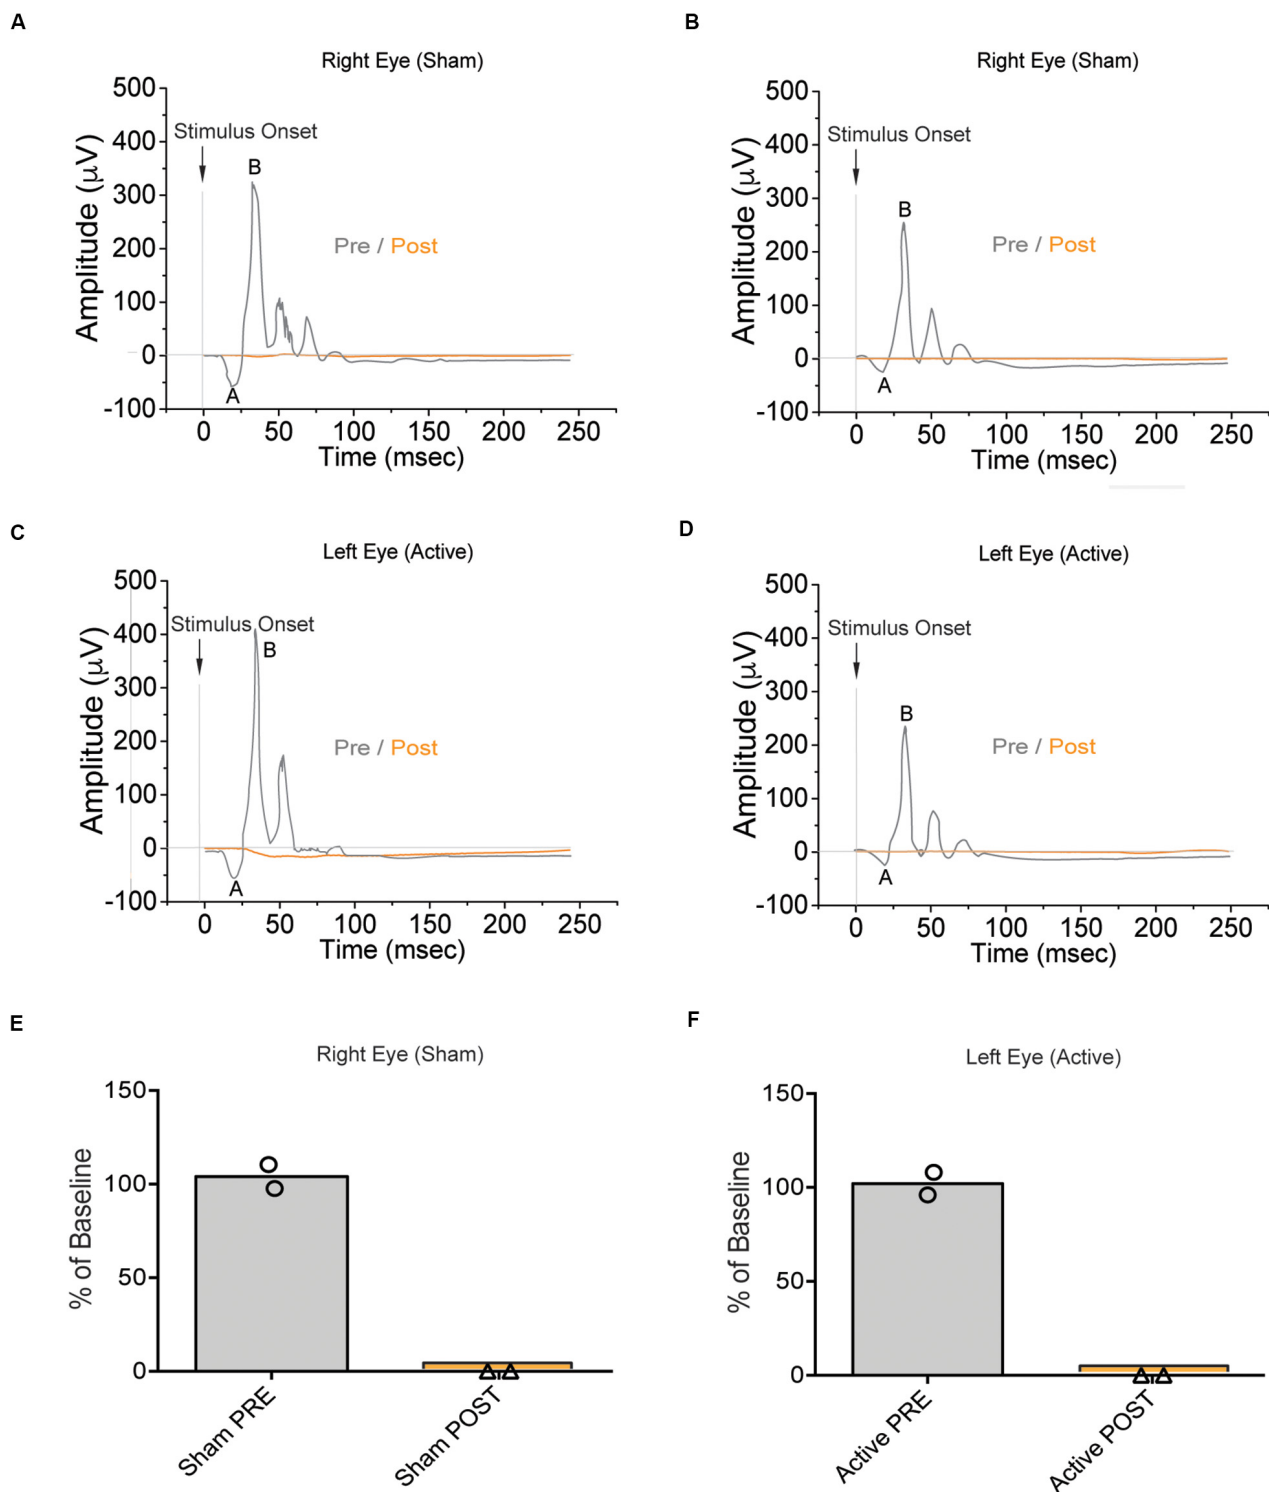 A
Right Eye (Sham)
500
400
300
200
100
0
-100
Amplitude (μV)
Stimulus Onset
B
Pre / Post
A
0 50 100 150 200 250
Time (msec)
B
Right Eye (Sham)
500
400
300
200
100
0
-100
Amplitude (μV)
Stimulus Onset
B
Pre / Post
A
0 50 100 150 200 250
Time (msec)
C
Left Eye (Active)
500
400
300
200
100
0
-100
Amplitude (μV)
Stimulus Onset
B
Pre / Post
A
0 50 100 150 200 250
Time (msec)
D
Left Eye (Active)
500
400
300
200
100
0
-100
Amplitude (μV)
Stimulus Onset
B
Pre / Post
A
0 50 100 150 200 250
Time (msec)
E
Right Eye (Sham)
150
100
50
0
% of Baseline
Sham PRE
Sham POST
F
Left Eye (Active)
150
100
50
0
% of Baseline
Active PRE
Active POST